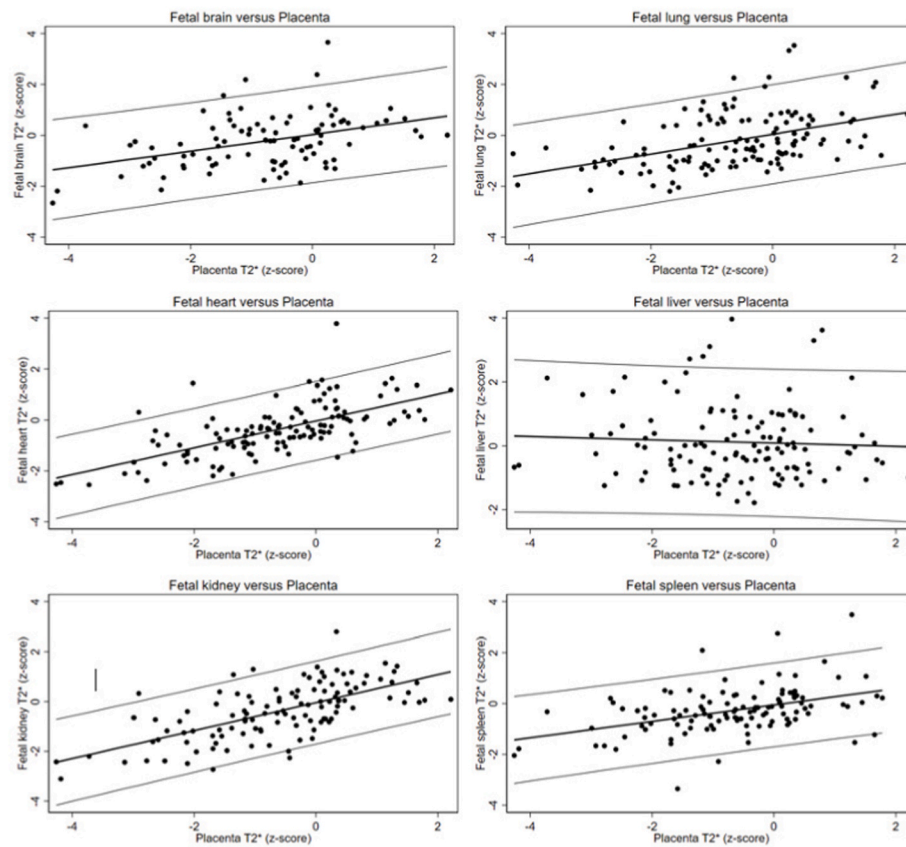 Fetal brain versus Placenta
Fetal brain T2* (z-score)
4
2
0
-2
-4
-4 -2 0 2
Placenta T2* (z-score)
Fetal lung versus Placenta
Fetal lung T2* (z-score)
4
2
0
-2
-4
-4 -2 0 2
Placenta T2* (z-score)
Fetal heart versus Placenta
Fetal heart T2* (z-score)
4
2
0
-2
-4
-4 -2 0 2
Placenta T2* (z-score)
Fetal liver versus Placenta
Fetal liver T2* (z-score)
4
2
0
-2
-4 -2 0 2
Placenta T2* (z-score)
Fetal kidney versus Placenta
Fetal kidney T2* (z-score)
4
2
0
-2
-4
-4 -2 0 2
Placenta T2* (z-score)
Fetal spleen versus Placenta
Fetal spleen T2* (z-score)
4
2
0
-2
-4
-4 -2 0 2
Placenta T2* (z-score)